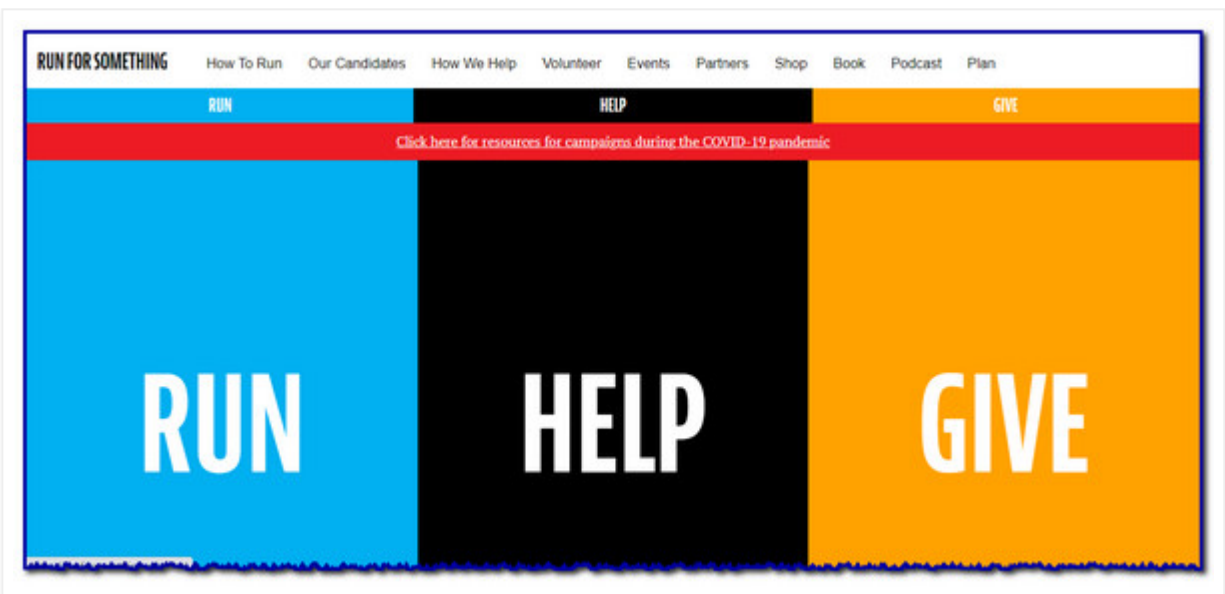 RUN FOR SOMETHING How To Run Our Candidates How We Help Volunteer Events Partners Shop Book Podcast Plan
RUN HELP GIVE
Click here for resources for campaigns during the COVID-19 pandemic
RUN HELP GIVE